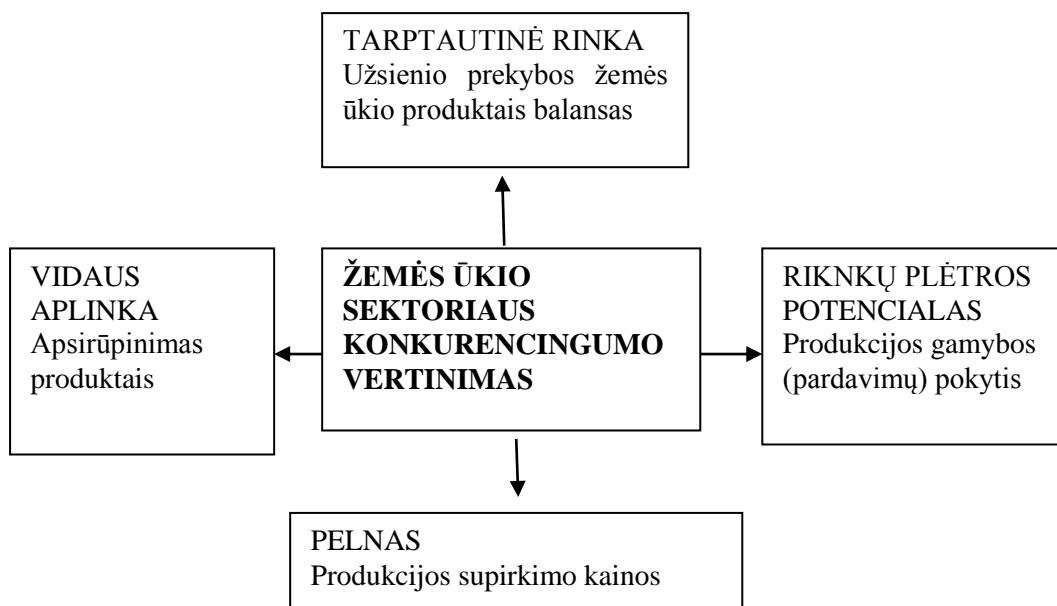 TARPTAUTINĖ RINKA
Užsienio prekybos žemės
ūkio produktais balansas
VIDAUS
APLINKA
Apsirūpinimas
produktais
ŽEMĖS ŪKIO
SEKTORIAUS
KONKURENCINGUMO
VERTINIMAS
RIKNKŲ PLĖTROS
POTENCIALAS
Produkcijos gamybos
(pardavimų) pokytis
PELNAS
Produkcijos supirkimo kainos